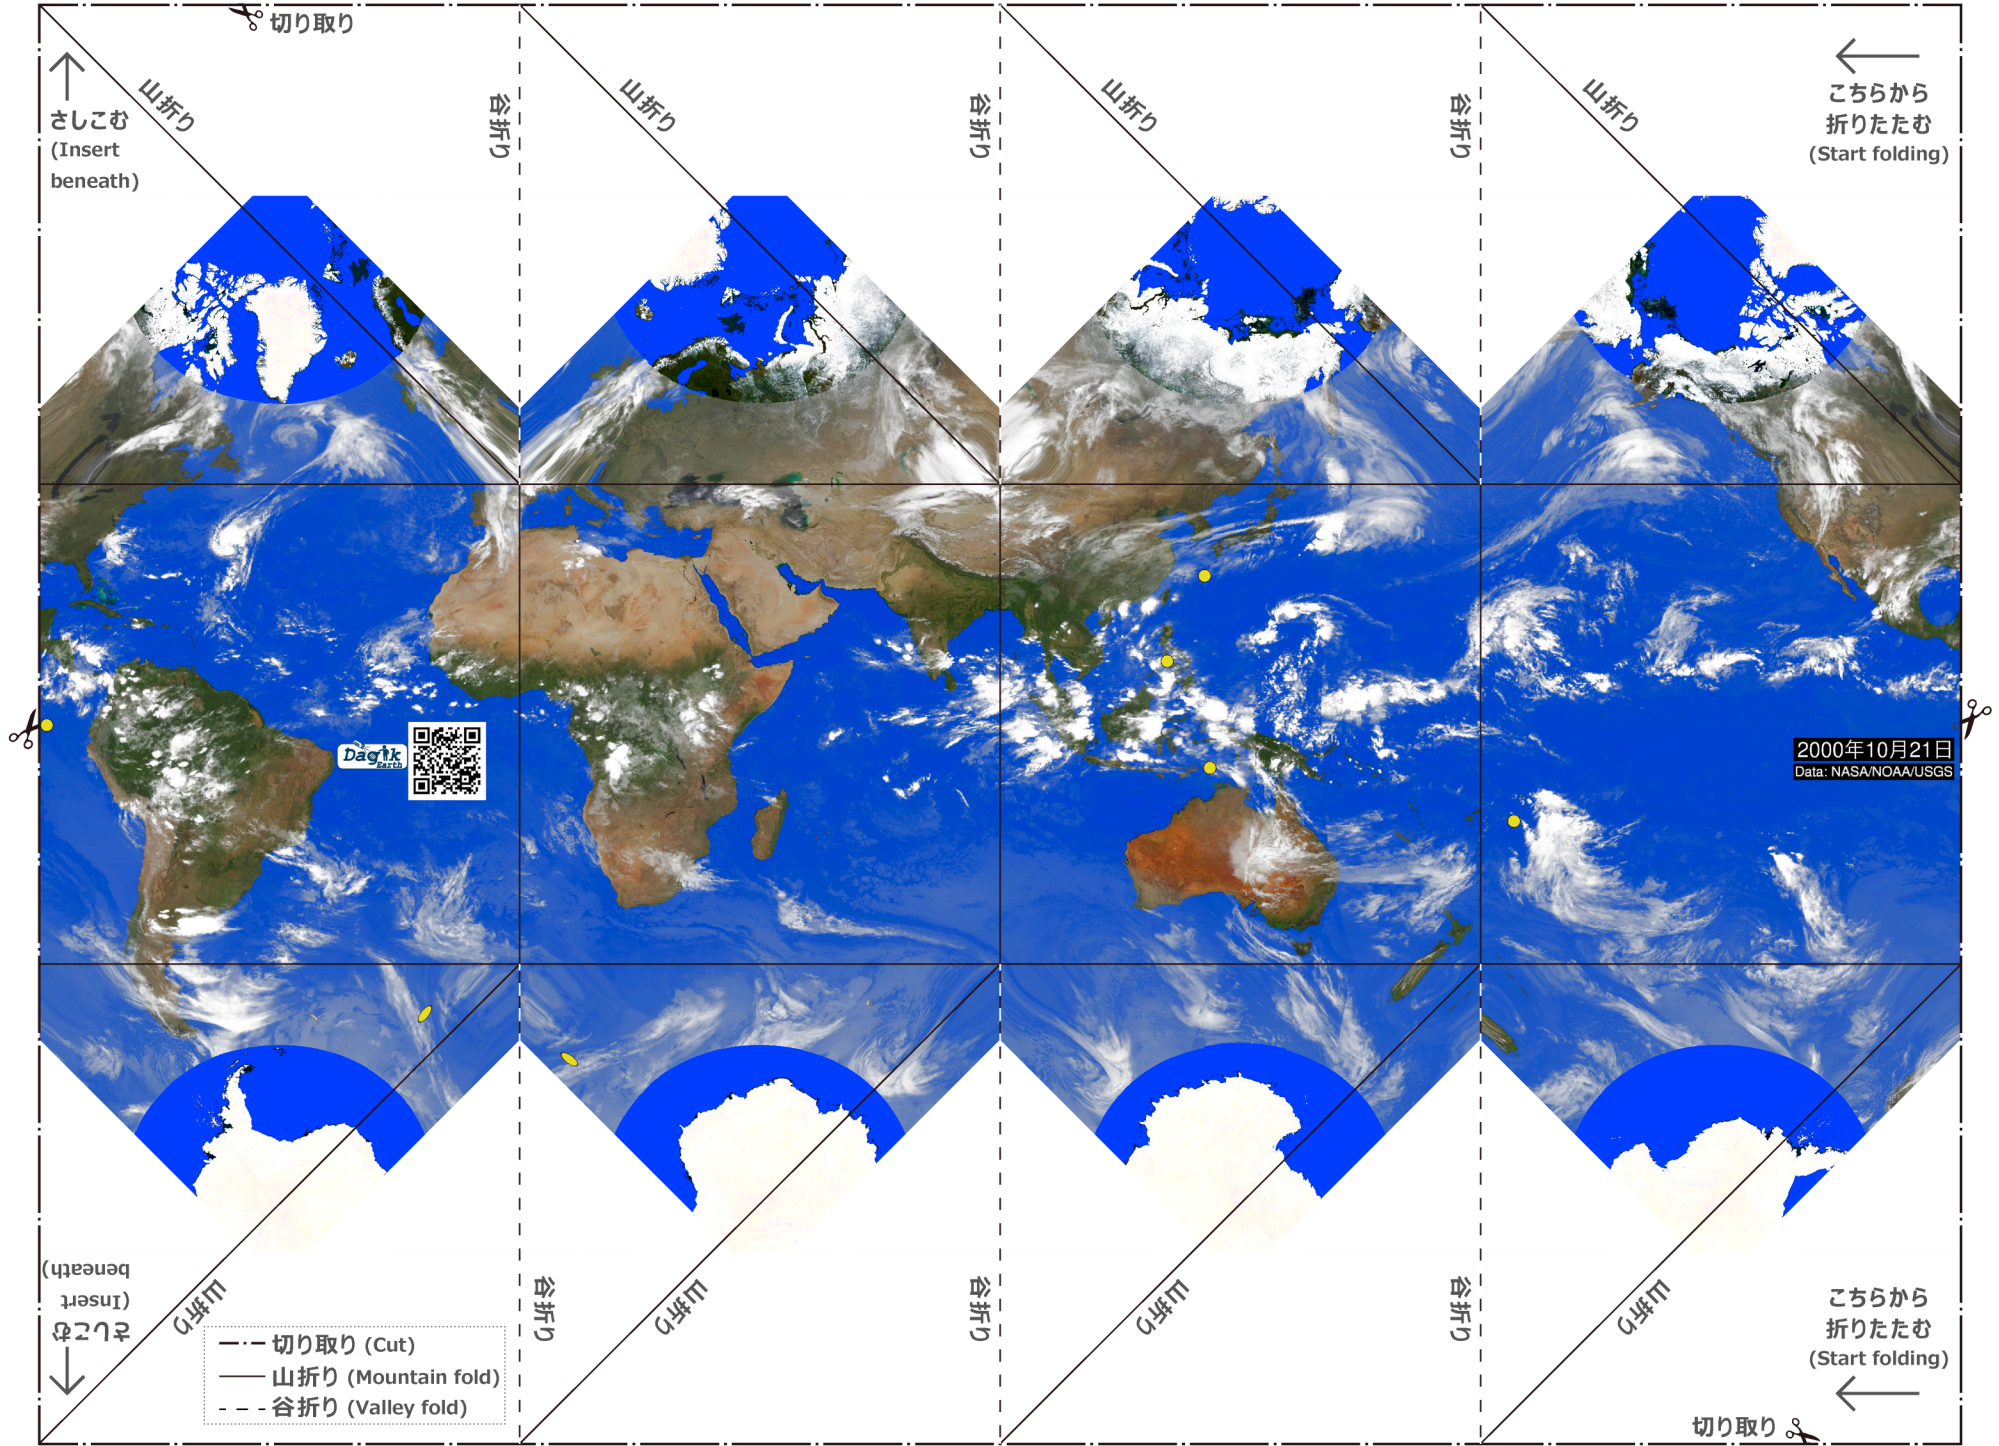 切り取り
さしこむ
(Insert
beneath)
山折り
谷折り
山折り
谷折り
山折り
谷折り
山折り
こちらから
折りたたむ
(Start folding)
Dagik
Earth
2000年10月21日
Data: NASA/NOAA/USGS
さしこむ
(Insert
beneath)
山折り
谷折り
山折り
谷折り
山折り
谷折り
山折り
こちらから
折りたたむ
(Start folding)
切り取り (Cut)
山折り (Mountain fold)
谷折り (Valley fold)
切り取り